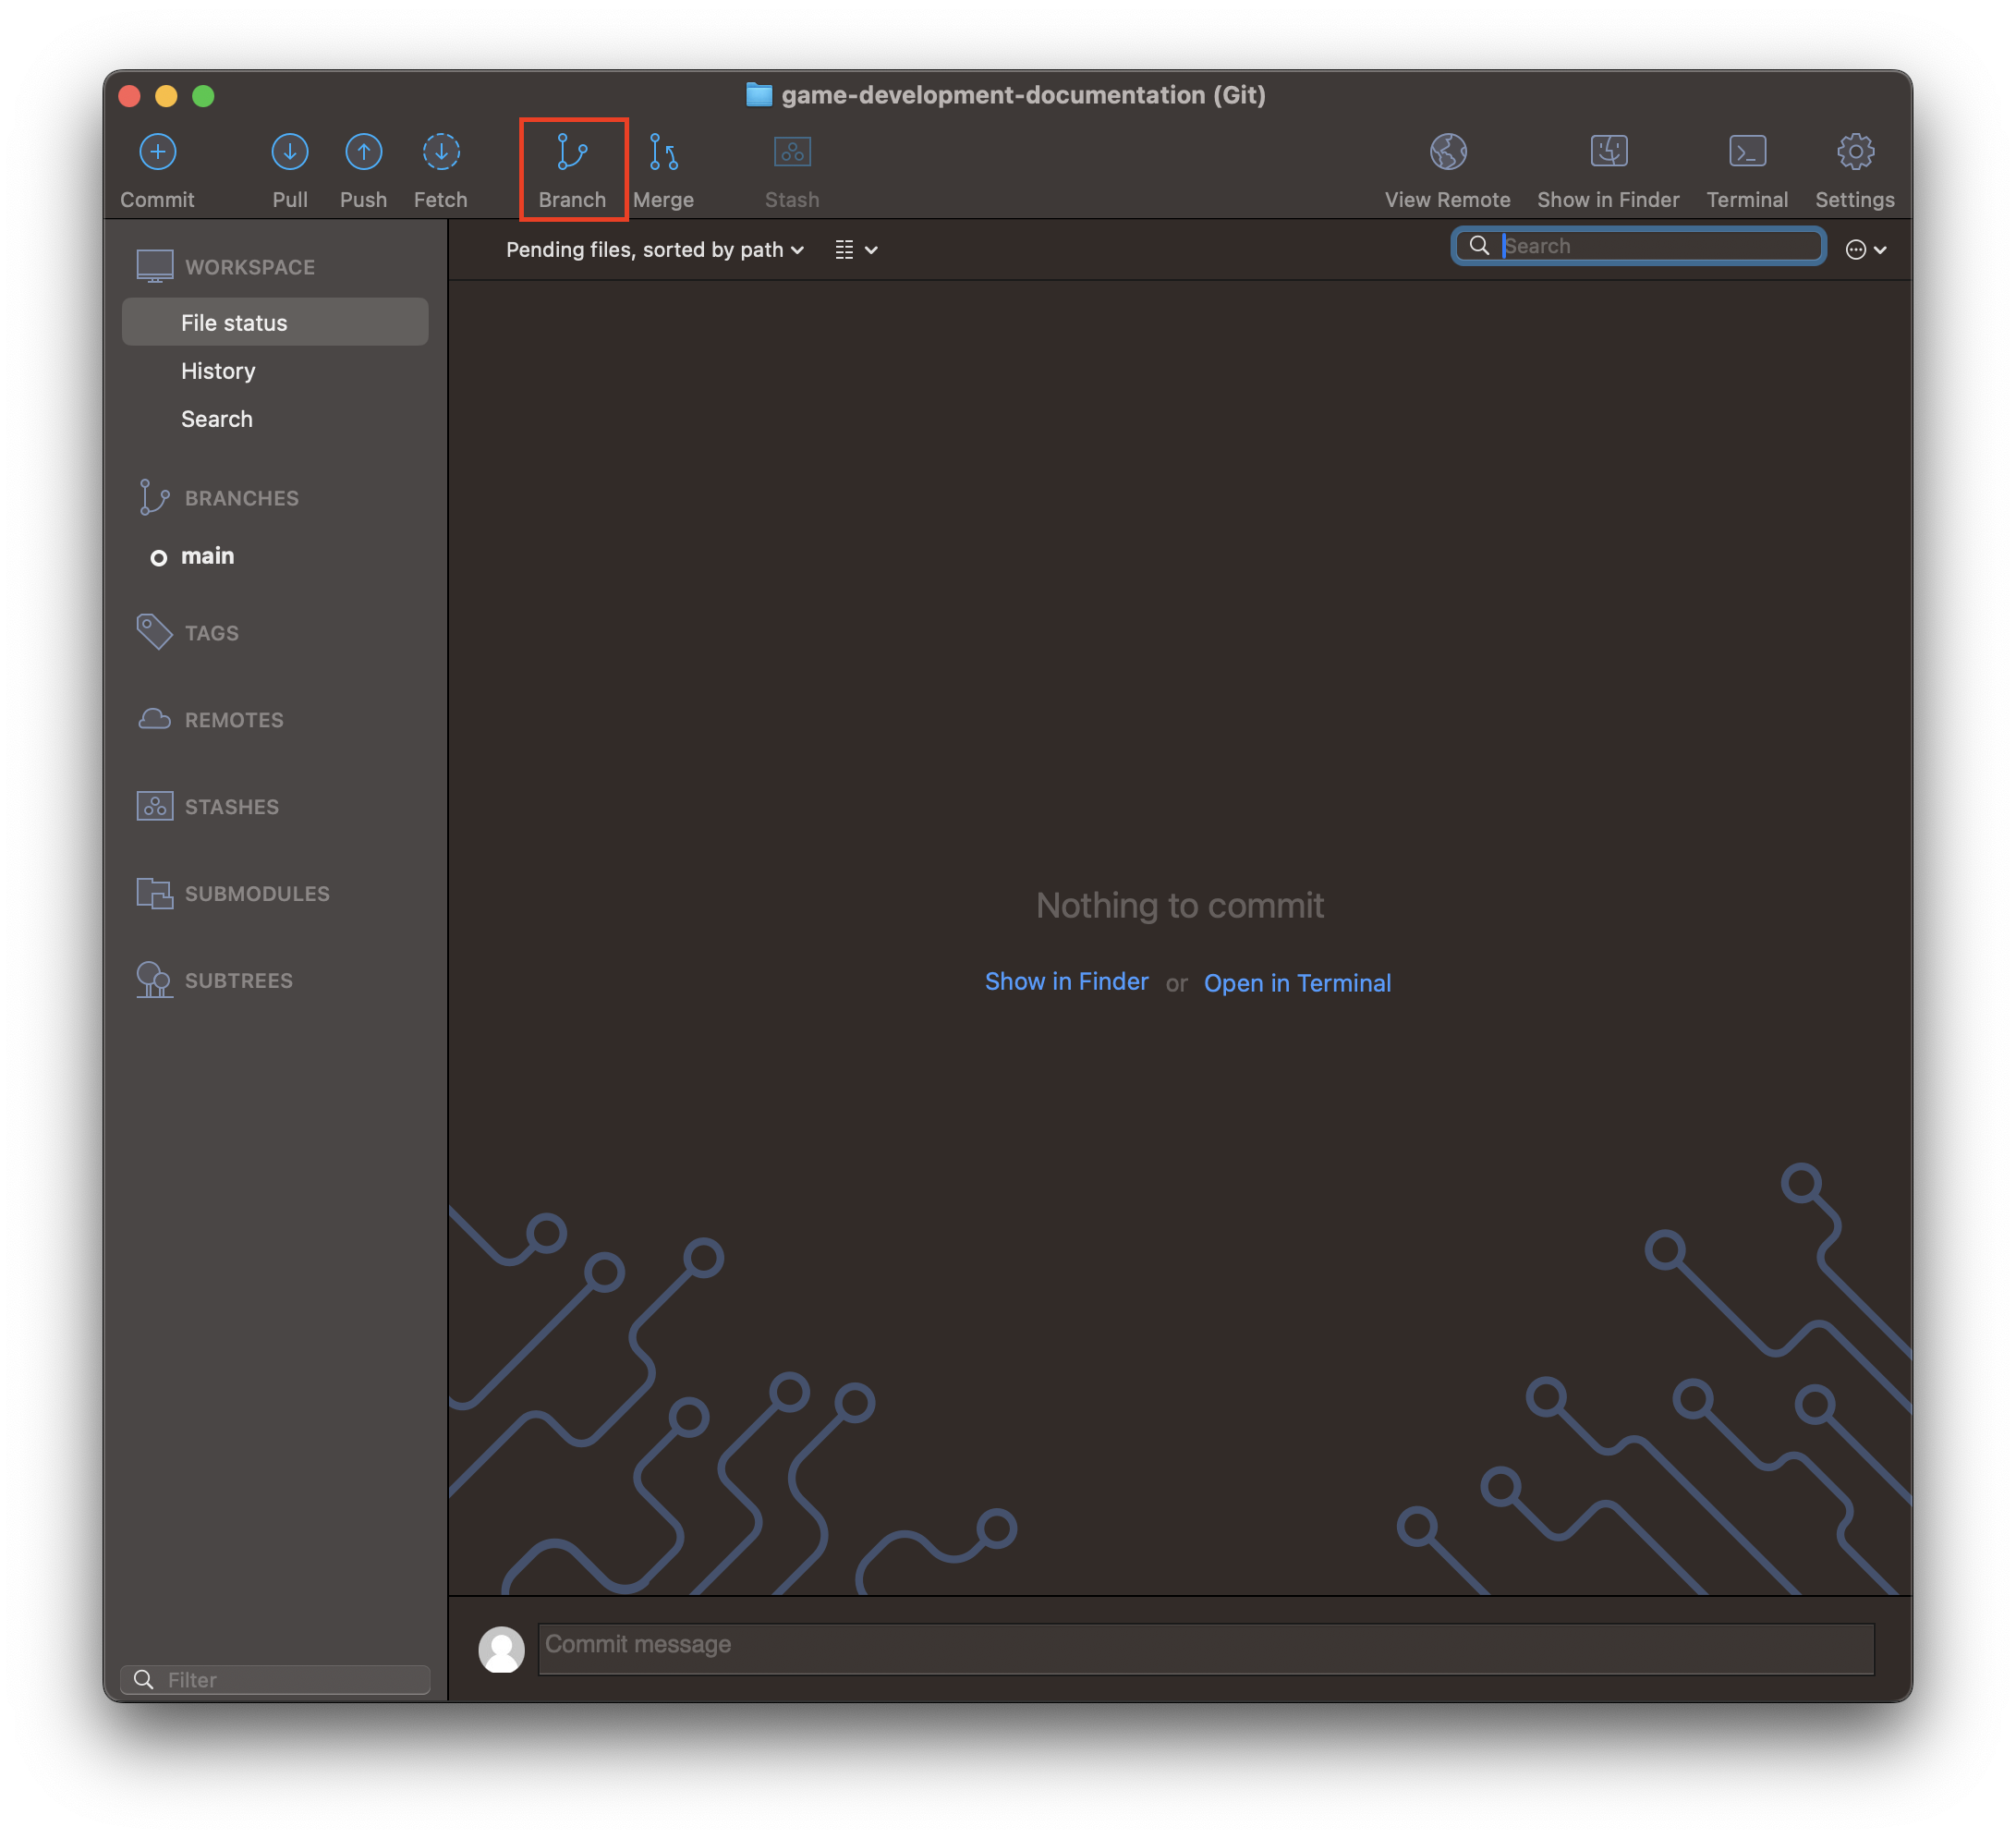 game-development-documentation (Git)
Commit Pull Push Fetch Branch Merge Stash View Remote Show in Finder Terminal Settings
Pending files, sorted by path Search
WORKSPACE
File status
History
Search
BRANCHES
main
TAGS
REMOTES
STASHES
SUBMODULES
SUBTREES
Nothing to commit
Show in Finder or Open in Terminal
Commit message
Filter